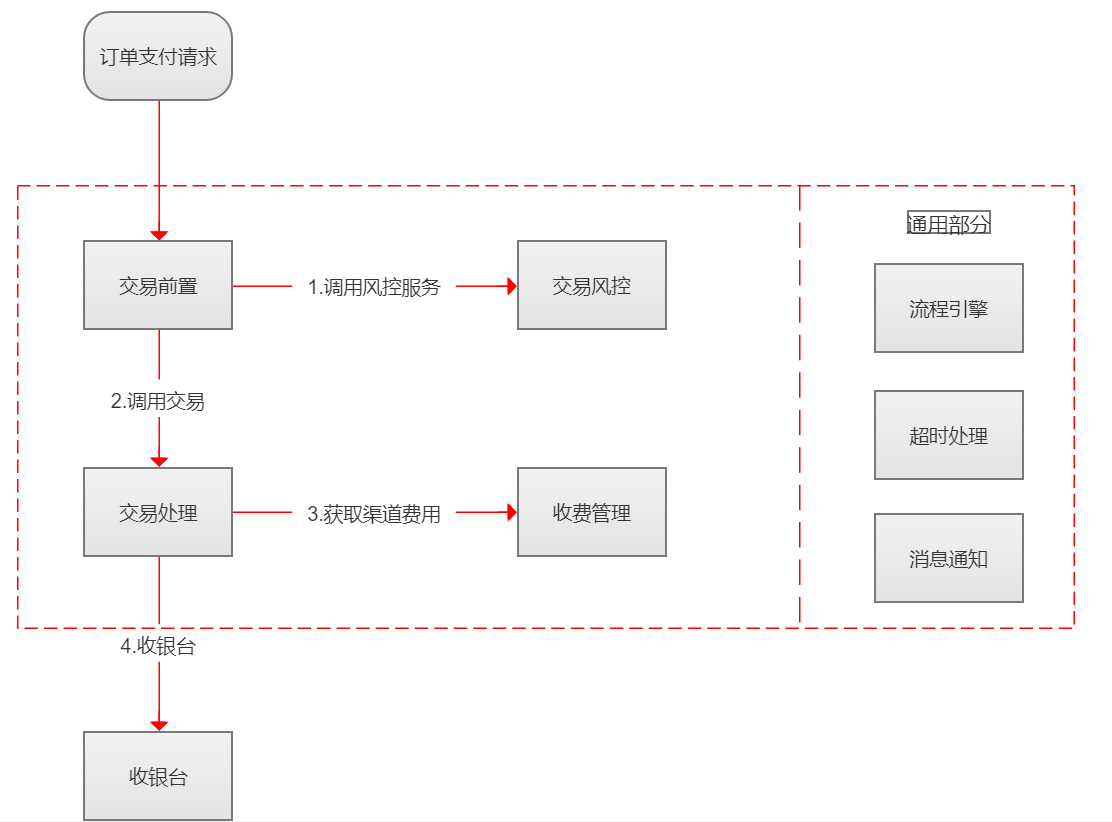 订单支付请求
通用部分
交易前置
1.调用风控服务
交易风控
流程引擎
2.调用交易
超时处理
交易处理
3.获取渠道费用
收费管理
消息通知
4.收银台
收银台